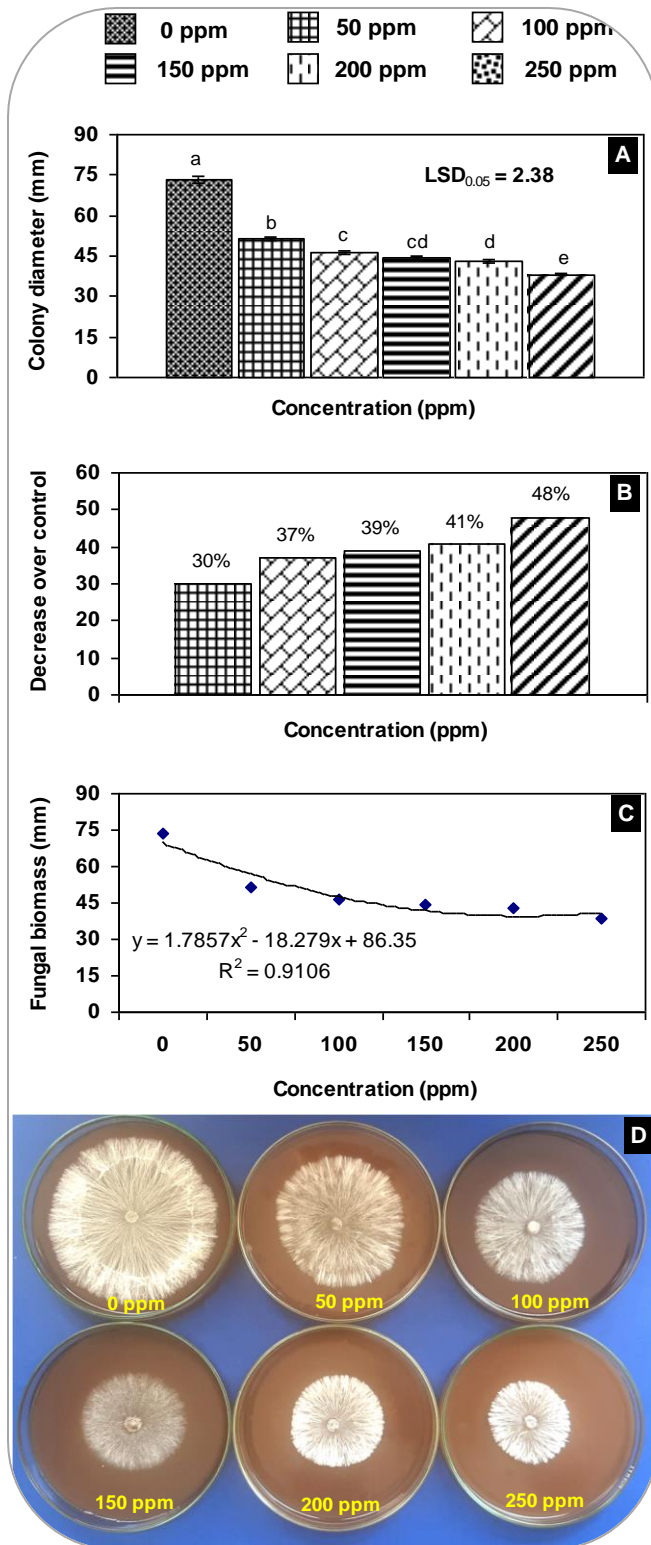 0 ppm 50 ppm 100 ppm
150 ppm 200 ppm 250 ppm
A
90
75
60
45
30
15
0
Colony diameter (mm)
LSD0.05 = 2.38
a
b
c
cd
d
e
Concentration (ppm)
B
60
50
40
30
20
10
0
Decrease over control
30%
37%
39%
41%
48%
Concentration (ppm)
C
90
75
60
45
30
15
0
Fungal biomass (mm)
y = 1.7857x² - 18.279x + 86.35
R² = 0.9106
0 50 100 150 200 250
Concentration (ppm)
D
0 ppm 50 ppm 100 ppm
150 ppm 200 ppm 250 ppm